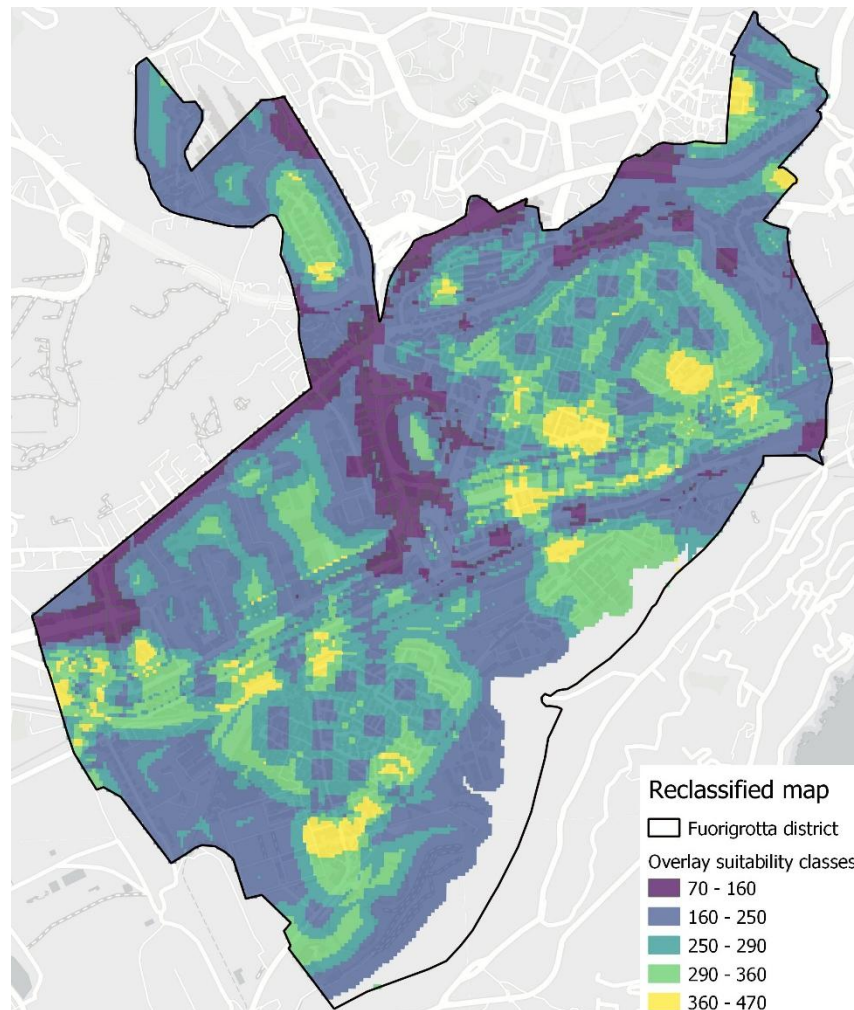 Reclassified map
Fuorigrotta district
Overlay suitability classes
70 - 160
160 - 250
250 - 290
290 - 360
360 - 470